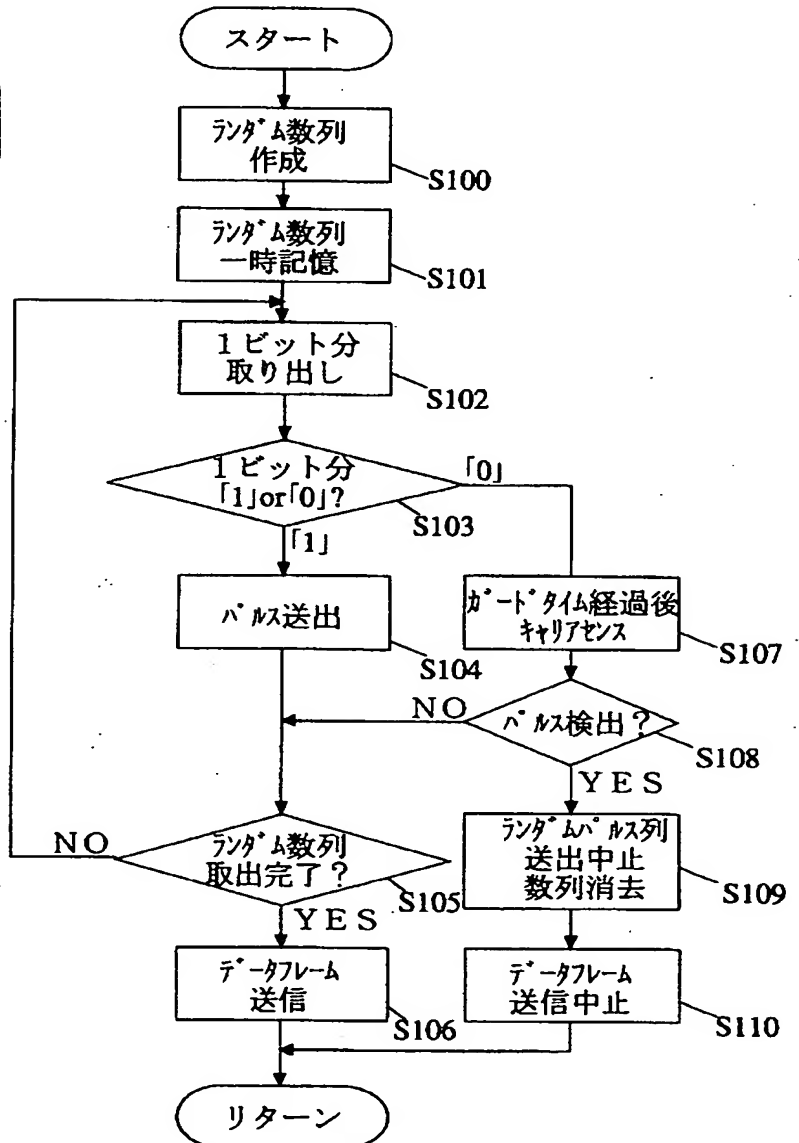 スタート
ランダム数列
作成
S100
ランダム数列
一時記憶
S101
1ビット分
取り出し
S102
1ビット分
「1」or「0」?
「0」
S103
「1」
パルス送出
S104
ガードタイム経過後
キャリアセンス
S107
NO
パルス検出?
S108
YES
NO
ランダム数列
取出完了?
S105
YES
ランダムパルス列
送出中止
数列消去
S109
データフレーム
送信
S106
データフレーム
送信中止
S110
リターン